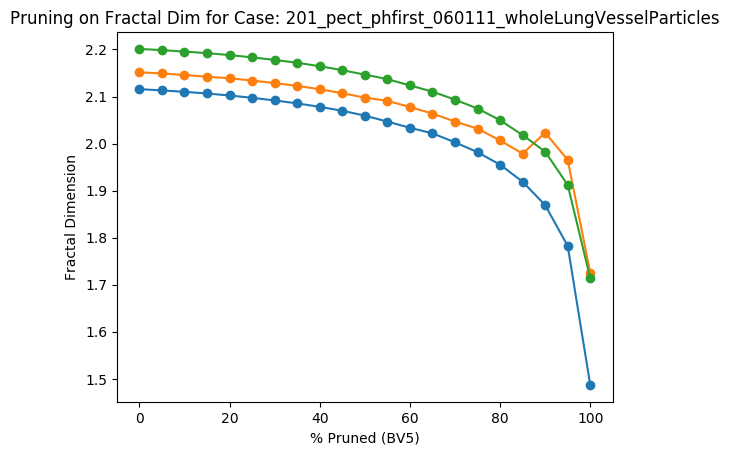 Pruning on Fractal Dim for Case: 201_pect_phfirst_060111_wholeLungVesselParticles
2.2
2.1
2.0
1.9
1.8
1.7
1.6
1.5
Fractal Dimension
0 20 40 60 80 100
% Pruned (BV5)